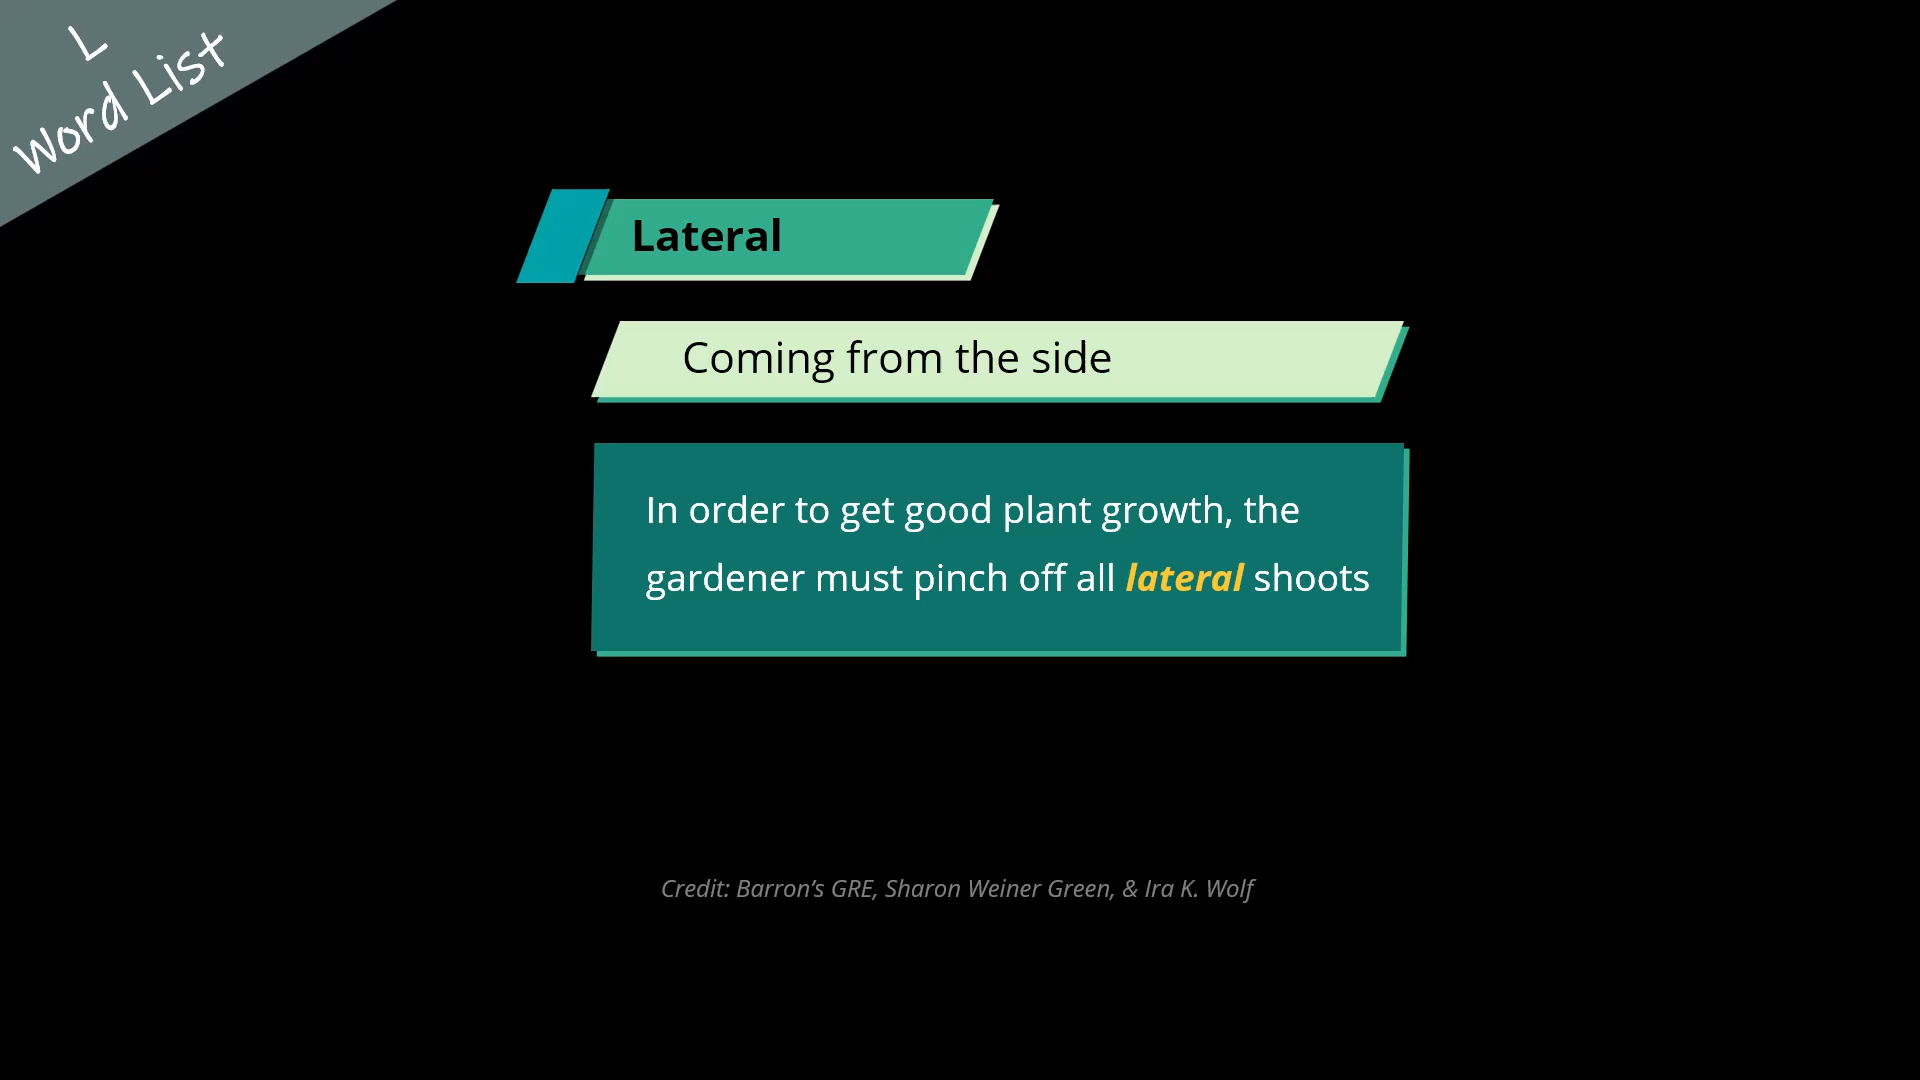 L
Word List
Lateral
Coming from the side
In order to get good plant growth, the
gardener must pinch off all lateral shoots
Credit: Barron’s GRE, Sharon Weiner Green, & Ira K. Wolf